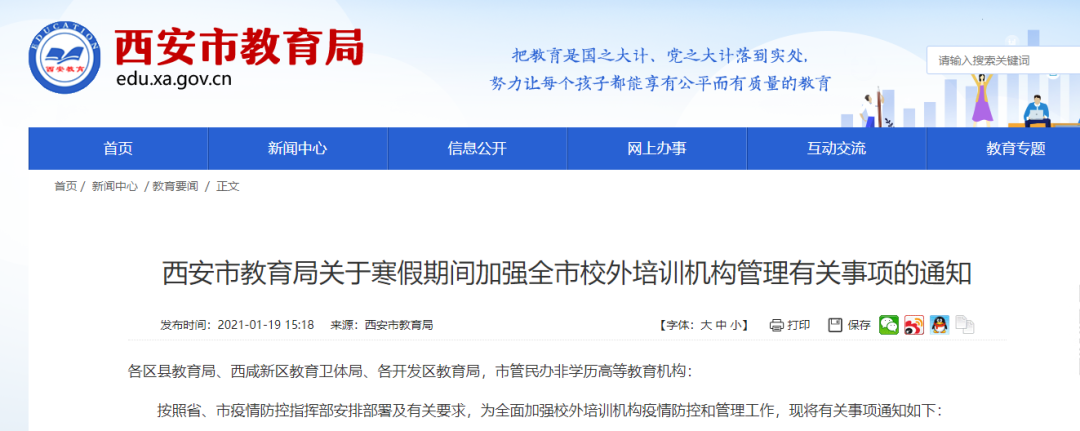 EDUCATION
西安教育
西安市教育局
edu.xa.gov.cn
把教育是国之大计、党之大计落到实处,
努力让每个孩子都能享有公平而有质量的教育
请输入搜索关键词
首页
新闻中心
信息公开
网上办事
互动交流
教育专题
首页 / 新闻中心 / 教育要闻 / 正文
西安市教育局关于寒假期间加强全市校外培训机构管理有关事项的通知
发布时间：2021-01-19 15:18 来源：西安市教育局 【字体：大 中 小】 打印 保存
各区县教育局、西咸新区教育卫体局、各开发区教育局，市管民办非学历高等教育机构：
按照省、市疫情防控指挥部安排部署及有关要求，为全面加强校外培训机构疫情防控和管理工作，现将有关事项通知如下：